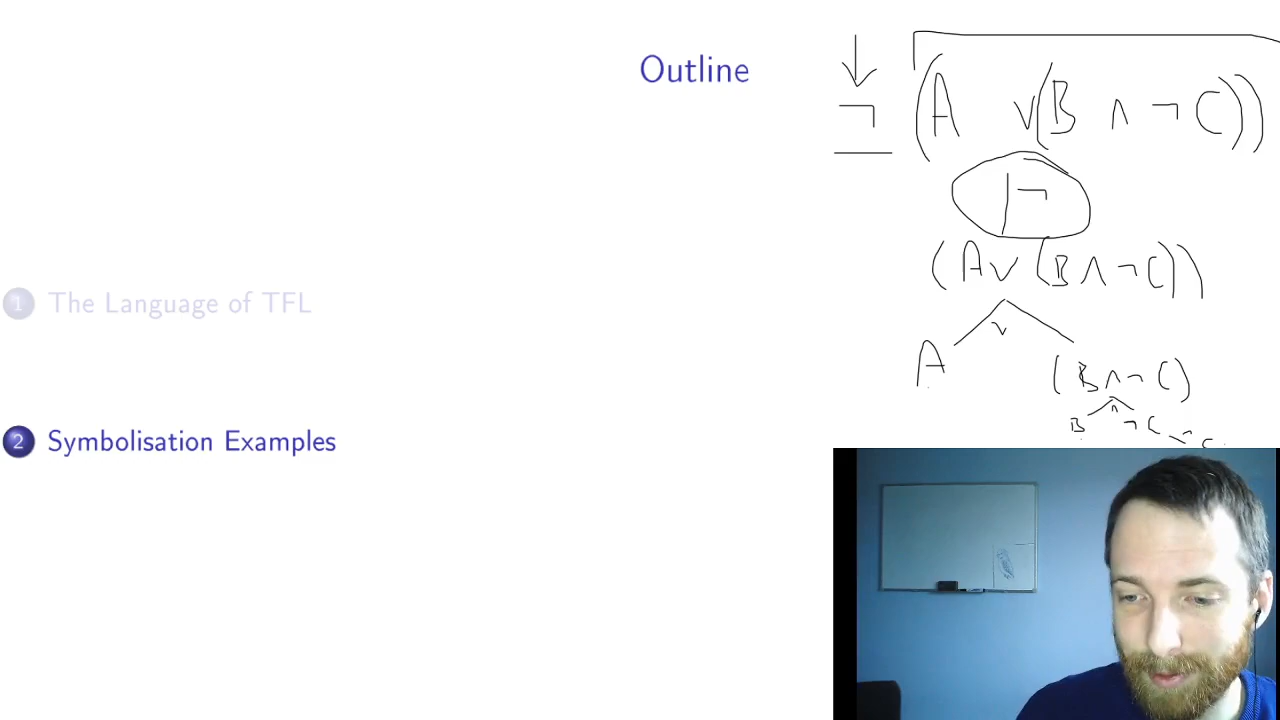 Outline
¬ (A ∨ (B ∧ ¬ C))
¬
(A ∨ (B ∧ ¬ C))
∨
A
(B ∧ ¬ C)
∧
B ¬ C
¬ C
1 The Language of TFL
2 Symbolisation Examples